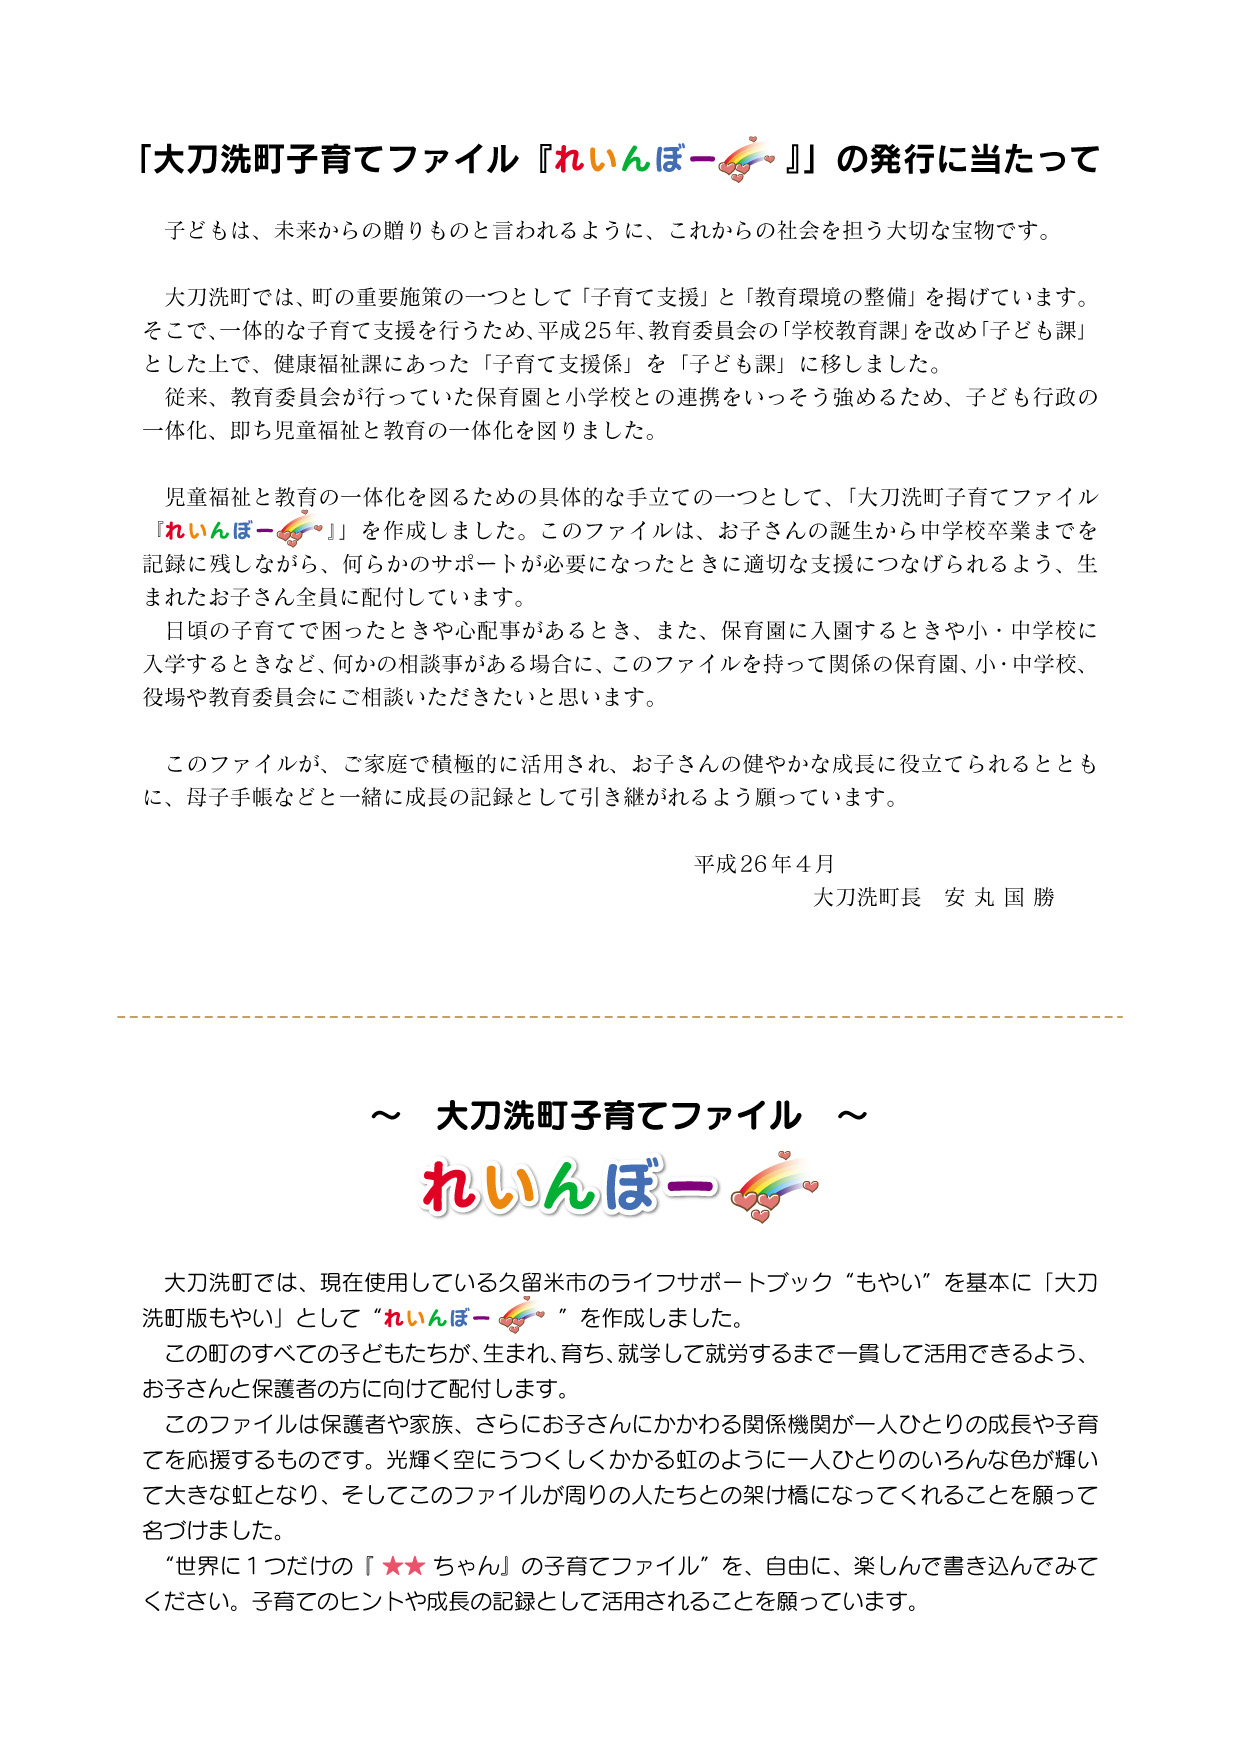 「大刀洗町子育てファイル『れいんぼー』」の発行に当たって
子どもは、未来からの贈りものと言われるように、これからの社会を担う大切な宝物です。
大刀洗町では、町の重要施策の一つとして「子育て支援」と「教育環境の整備」を掲げています。
そこで、一体的な子育て支援を行うため、平成25年、教育委員会の「学校教育課」を改め「子ども課」
とした上で、健康福祉課にあった「子育て支援係」を「子ども課」に移しました。
従来、教育委員会が行っていた保育園と小学校との連携をいっそう強めるため、子ども行政の
一体化、即ち児童福祉と教育の一体化を図りました。
児童福祉と教育の一体化を図るための具体的な手立ての一つとして、「大刀洗町子育てファイル
『れいんぼー』」を作成しました。このファイルは、お子さんの誕生から中学校卒業までを
記録に残しながら、何らかのサポートが必要になったときに適切な支援につなげられるよう、生
まれたお子さん全員に配付しています。
日頃の子育てで困ったときや心配事があるとき、また、保育園に入園するときや小・中学校に
入学するときなど、何かの相談事がある場合に、このファイルを持って関係の保育園、小・中学校、
役場や教育委員会にご相談いただきたいと思います。
このファイルが、ご家庭で積極的に活用され、お子さんの健やかな成長に役立てられるととも
に、母子手帳などと一緒に成長の記録として引き継がれるよう願っています。
平成26年４月
大刀洗町長　安 丸 国 勝
～　大刀洗町子育てファイル　～
れいんぼー
大刀洗町では、現在使用している久留米市のライフサポートブック“もやい”を基本に「大刀
洗町版もやい」として“れいんぼー”を作成しました。
この町のすべての子どもたちが、生まれ、育ち、就学して就労するまで一貫して活用できるよう、
お子さんと保護者の方に向けて配付します。
このファイルは保護者や家族、さらにお子さんにかかわる関係機関が一人ひとりの成長や子育
てを応援するものです。光輝く空にうつくしくかかる虹のように一人ひとりのいろんな色が輝い
て大きな虹となり、そしてこのファイルが周りの人たちとの架け橋になってくれることを願って
名づけました。
“世界に１つだけの『★★ちゃん』の子育てファイル”を、自由に、楽しんで書き込んでみて
ください。子育てのヒントや成長の記録として活用されることを願っています。